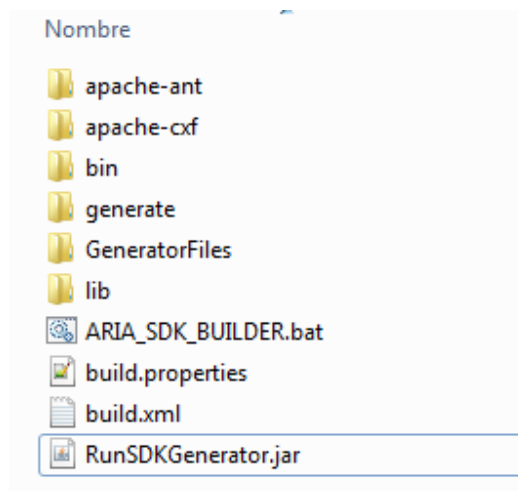 Nombre
apache-ant
apache-cxf
bin
generate
GeneratorFiles
lib
ARIA_SDK_BUILDER.bat
build.properties
build.xml
RunSDKGenerator.jar